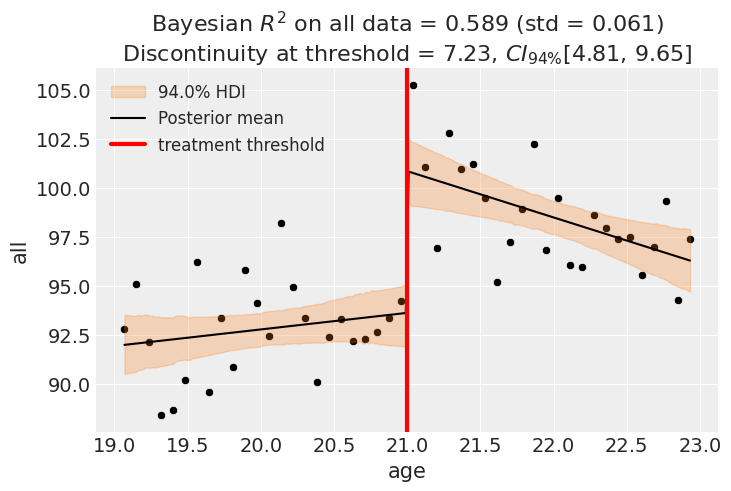 Bayesian R² on all data = 0.589 (std = 0.061)
Discontinuity at threshold = 7.23, CI94%[4.81, 9.65]
94.0% HDI
Posterior mean
treatment threshold
105.0
102.5
100.0
97.5
95.0
92.5
90.0
all
19.0 19.5 20.0 20.5 21.0 21.5 22.0 22.5 23.0
age